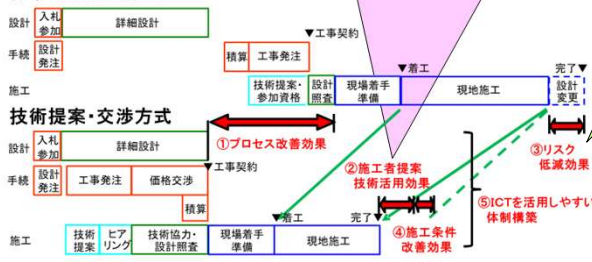 設計
入札
参加
詳細設計
手続
設計
発注
積算
工事発注
▼工事契約
施工
技術提案・
参加資格
設計
照査
現場着手
準備
▼着工
現地施工
完了▼
設計
変更
技術提案・交渉方式
①プロセス改善効果
②施工者提案
技術活用効果
③リスク
低減効果
設計
入札
参加
詳細設計
▼工事契約
手続
設計
発注
工事発注
価格交渉
積算
④施工条件
改善効果
⑤ICTを活用しやすい
体制構築
施工
技術
提案
ヒア
リング
技術協力・
設計照査
現場着手
準備
▼着工
現地施工
完了▼